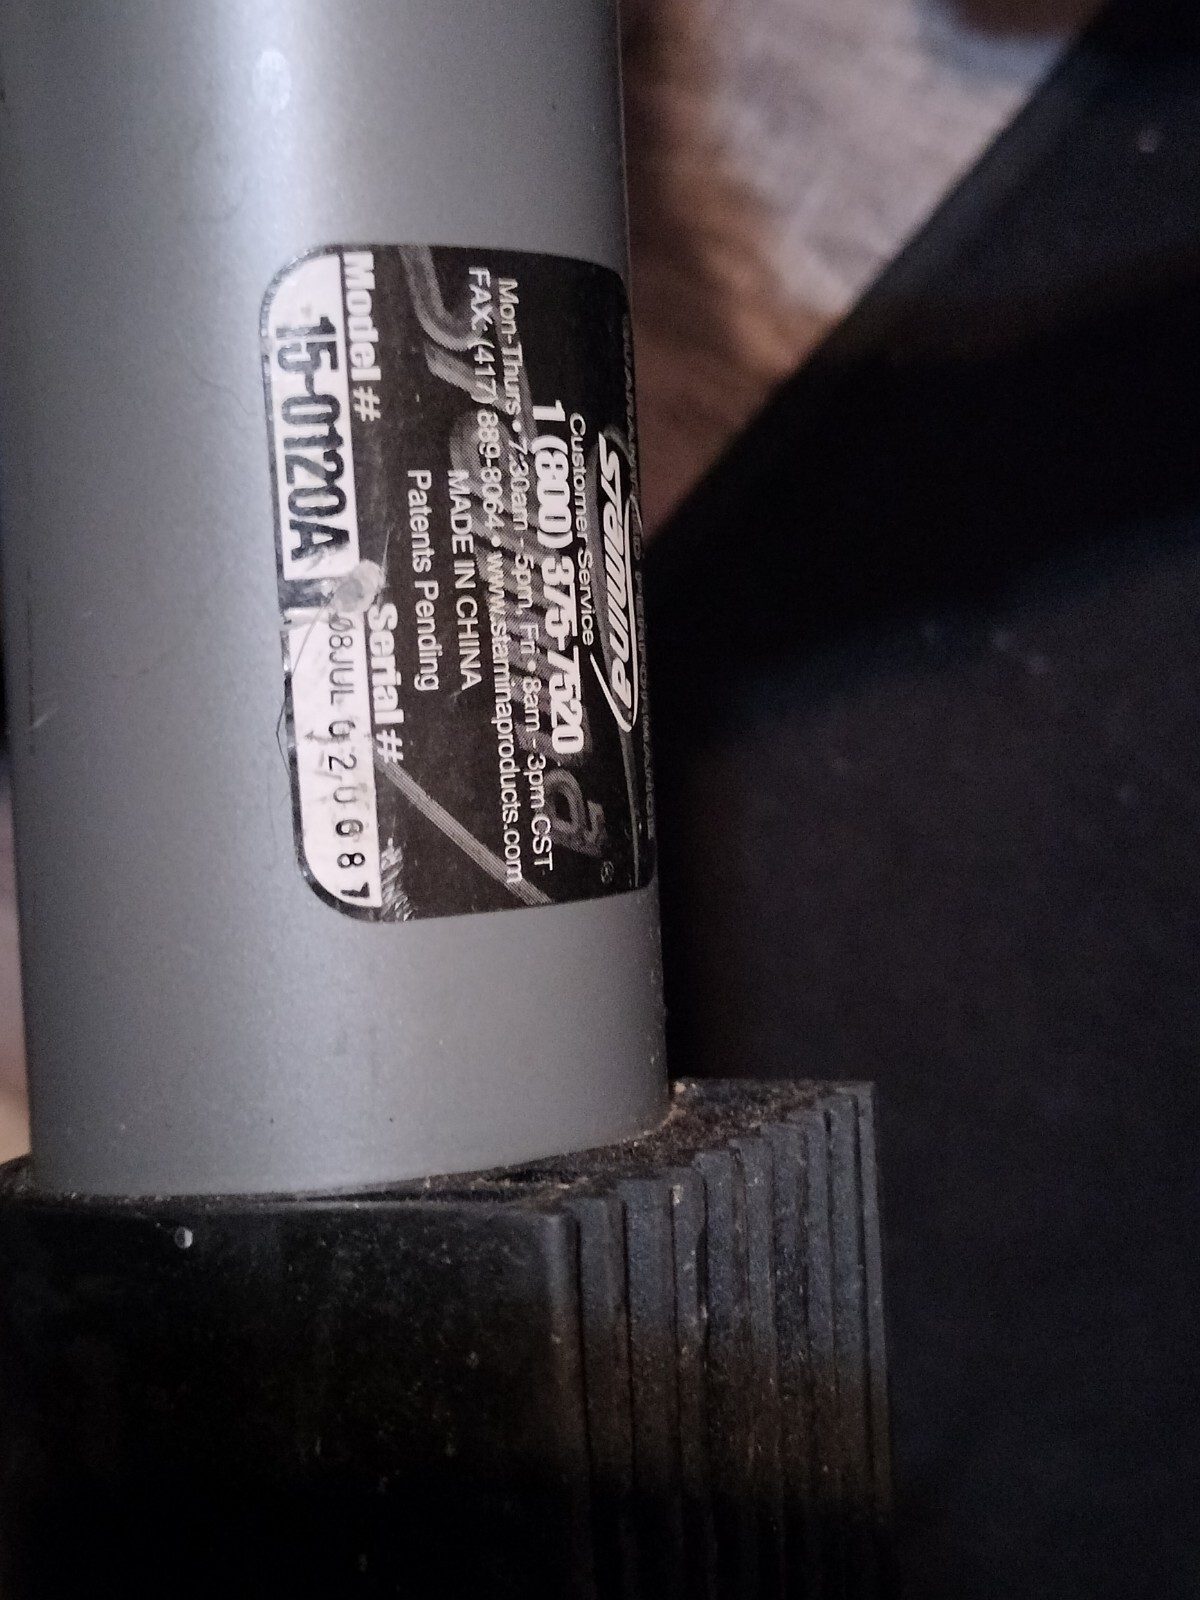 Stamina
Customer Service
1 (800) 375-7520
Mon-Thurs • 7:30am - 5pm, Fri • 8am - 3pm CST
FAX: (417) 889-8064 • www.staminaproducts.com
MADE IN CHINA
Patents Pending
Model # Serial #
15-0120A 08JUL